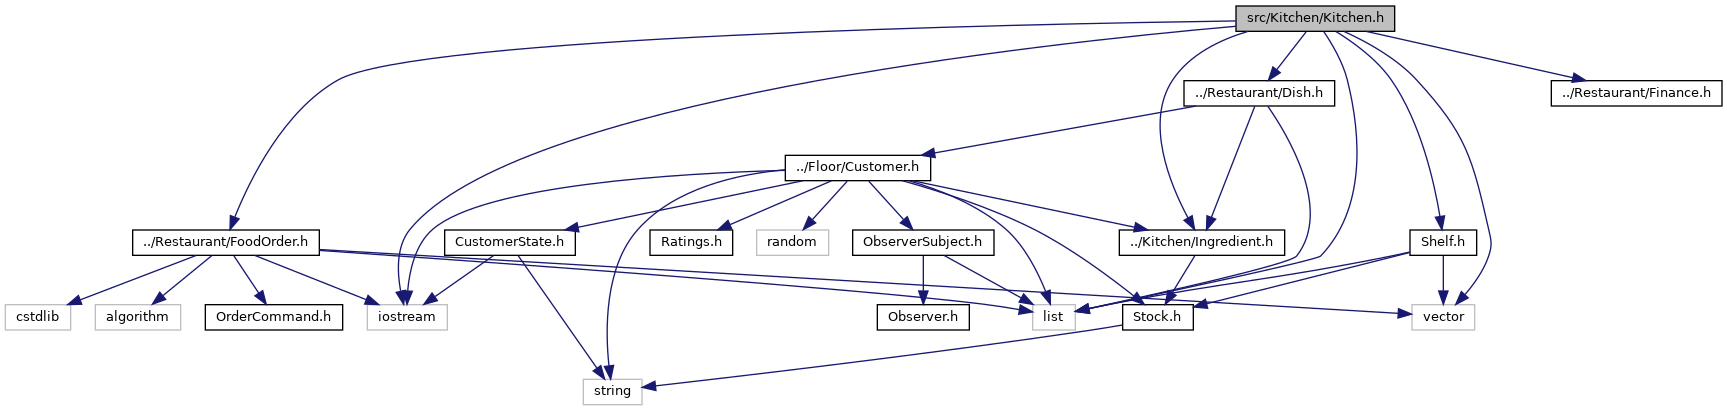 src/Kitchen/Kitchen.h
../Restaurant/Dish.h
../Restaurant/Finance.h
../Floor/Customer.h
../Restaurant/FoodOrder.h
CustomerState.h
Ratings.h
random
ObserverSubject.h
../Kitchen/Ingredient.h
Shelf.h
cstdlib
algorithm
OrderCommand.h
iostream
Observer.h
list
Stock.h
vector
string